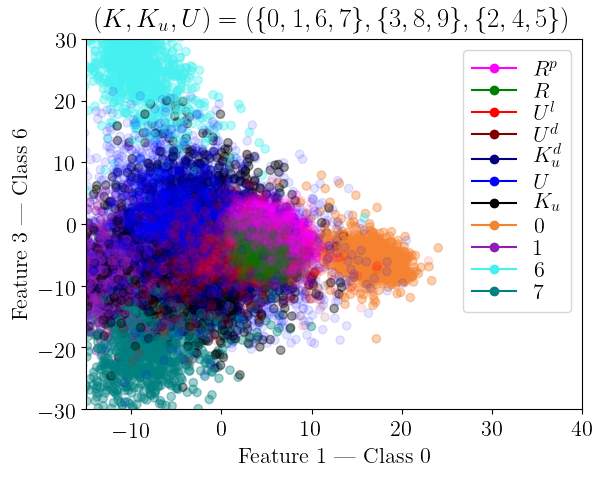 (K, K_u, U) = ({0, 1, 6, 7}, {3, 8, 9}, {2, 4, 5})
30
20
10
0
−10
−20
−30
Feature 3 — Class 6
R^p
R
U^l
U^d
K_u^d
U
K_u
0
1
6
7
−10
0
10
20
30
40
Feature 1 — Class 0